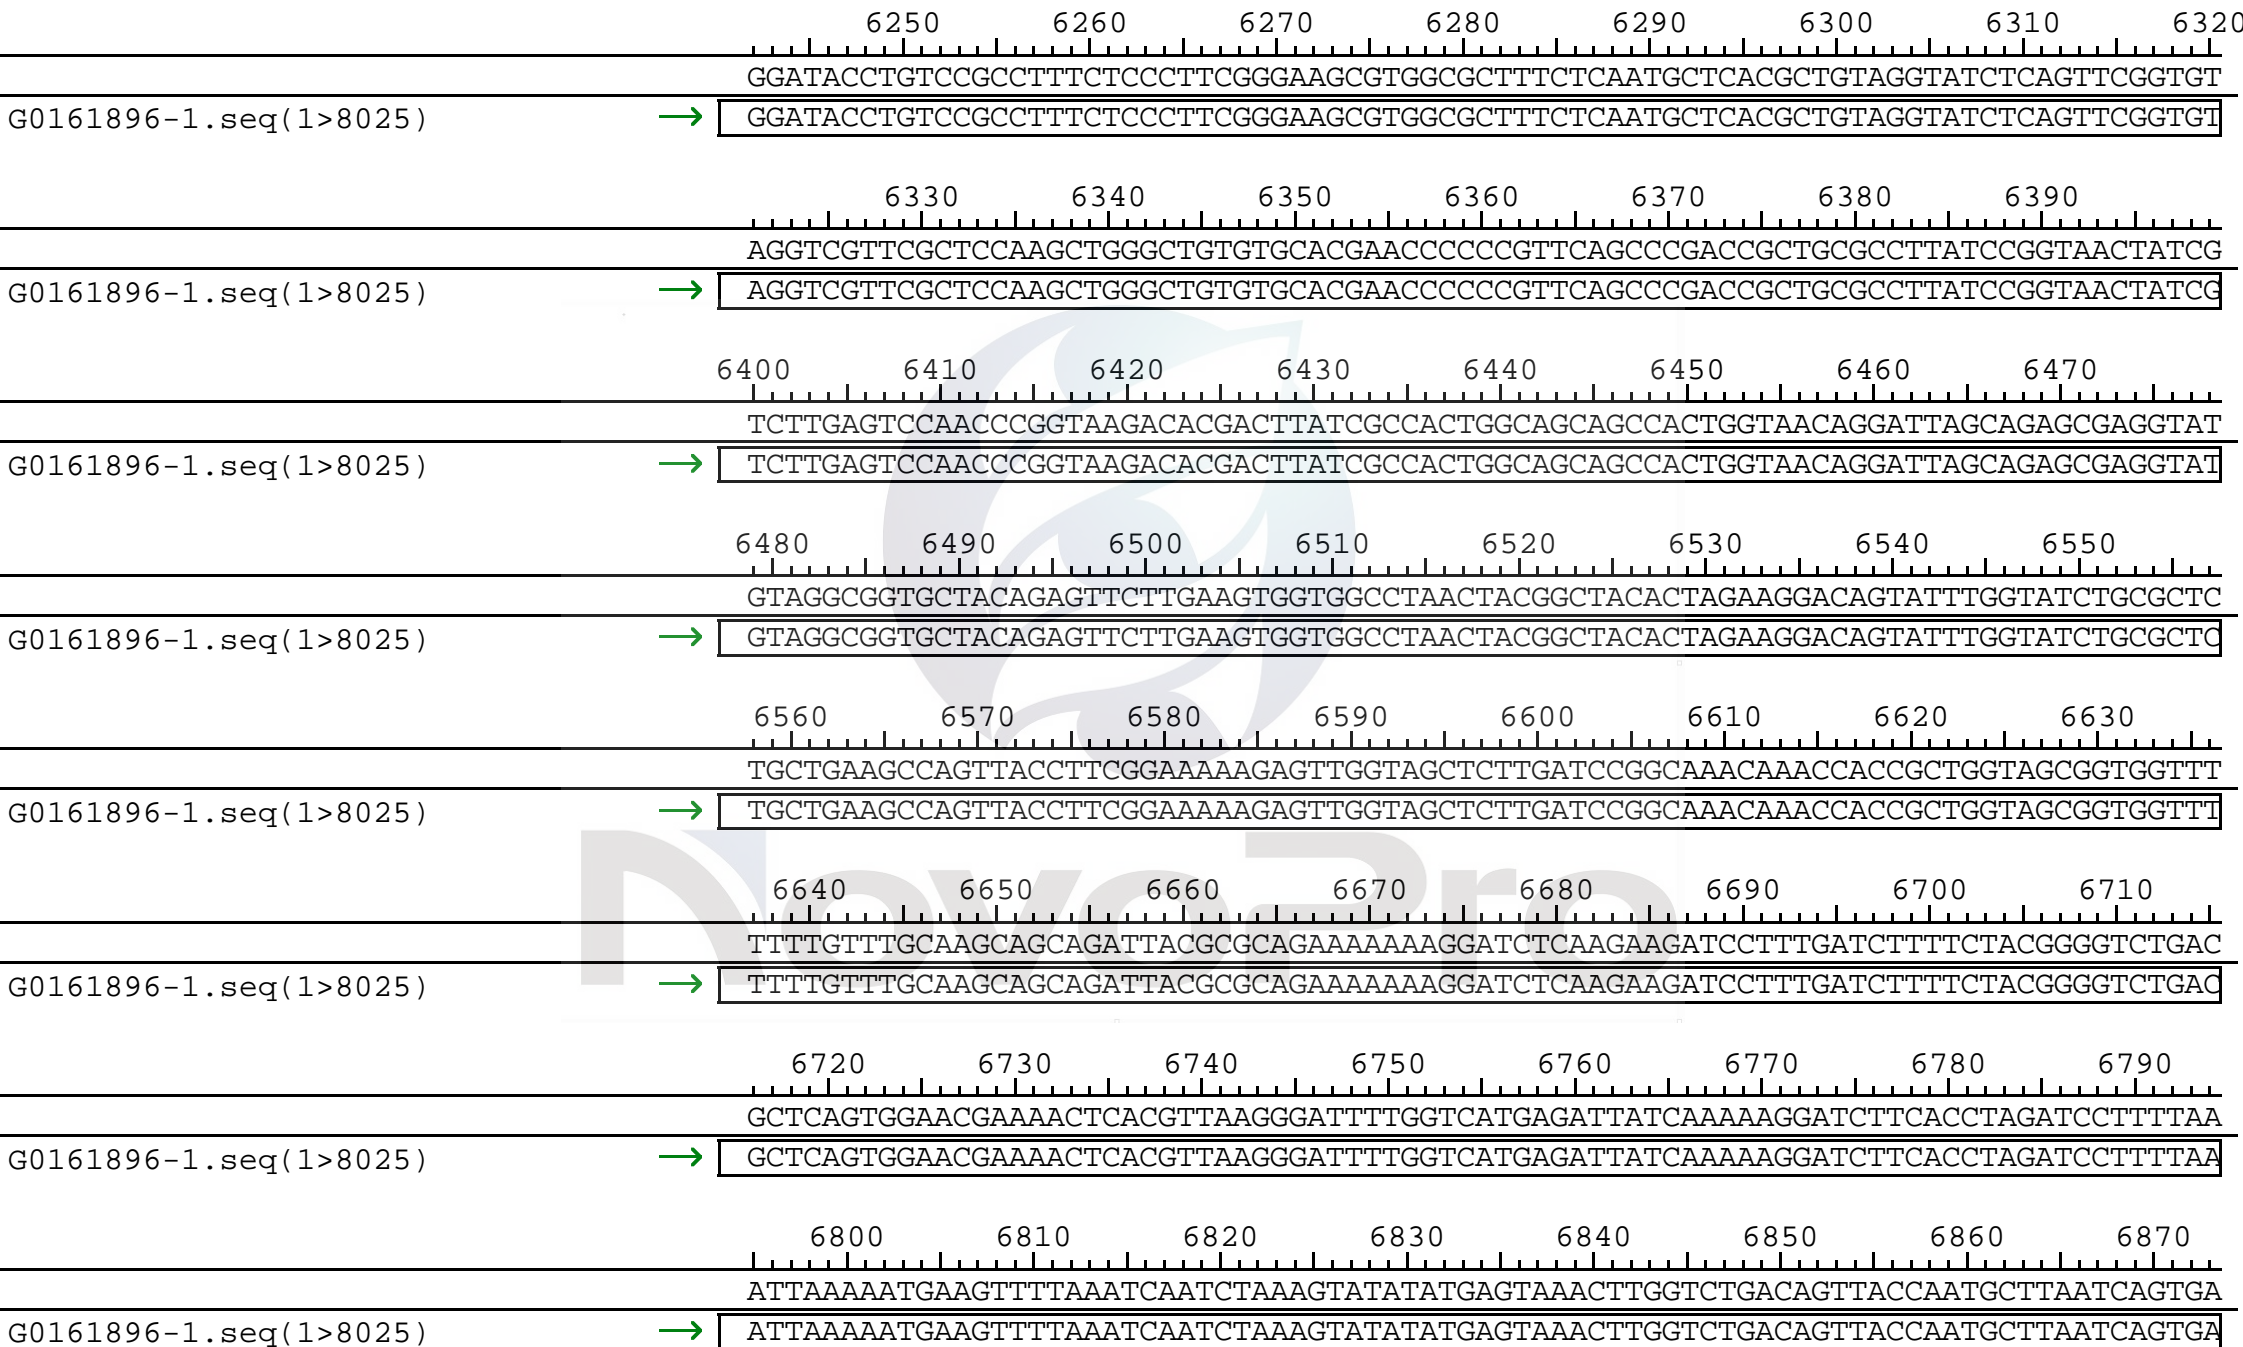 6250 6260 6270 6280 6290 6300 6310 6320
GGATACCTGTCCGCCTTTCTCCCTTCGGGAAGCGTGGCGCTTTCTCAATGCTCACGCTGTAGGTATCTCAGTTCGGTGT
G0161896-1.seq(1>8025) → GGATACCTGTCCGCCTTTCTCCCTTCGGGAAGCGTGGCGCTTTCTCAATGCTCACGCTGTAGGTATCTCAGTTCGGTGT
6330 6340 6350 6360 6370 6380 6390
AGGTCGTTCGCTCCAAGCTGGGCTGTGTGCACGAACCCCCCGTTCAGCCCGACCGCTGCGCCTTATCCGGTAACTATCG
G0161896-1.seq(1>8025) → AGGTCGTTCGCTCCAAGCTGGGCTGTGTGCACGAACCCCCCGTTCAGCCCGACCGCTGCGCCTTATCCGGTAACTATCG
6400 6410 6420 6430 6440 6450 6460 6470
TCTTGAGTCCAACCCGGTAAGACACGACTTATCGCCACTGGCAGCAGCCACTGGTAACAGGATTAGCAGAGCGAGGTAT
G0161896-1.seq(1>8025) → TCTTGAGTCCAACCCGGTAAGACACGACTTATCGCCACTGGCAGCAGCCACTGGTAACAGGATTAGCAGAGCGAGGTAT
6480 6490 6500 6510 6520 6530 6540 6550
GTAGGCGGTGCTACAGAGTTCTTGAAGTGGTGGCCTAACTACGGCTACACTAGAAGGACAGTATTTGGTATCTGCGCTC
G0161896-1.seq(1>8025) → GTAGGCGGTGCTACAGAGTTCTTGAAGTGGTGGCCTAACTACGGCTACACTAGAAGGACAGTATTTGGTATCTGCGCTC
6560 6570 6580 6590 6600 6610 6620 6630
TGCTGAAGCCAGTTACCTTCGGAAAAAGAGTTGGTAGCTCTTGATCCGGCAAACAAACCACCGCTGGTAGCGGTGGTTT
G0161896-1.seq(1>8025) → TGCTGAAGCCAGTTACCTTCGGAAAAAGAGTTGGTAGCTCTTGATCCGGCAAACAAACCACCGCTGGTAGCGGTGGTTT
NovoPro
6640 6650 6660 6670 6680 6690 6700 6710
TTTTGTTTGCAAGCAGCAGATTACGCGCAGAAAAAAAGGATCTCAAGAAGATCCTTTGATCTTTTCTACGGGGTCTGAC
G0161896-1.seq(1>8025) → TTTTGTTTGCAAGCAGCAGATTACGCGCAGAAAAAAAGGATCTCAAGAAGATCCTTTGATCTTTTCTACGGGGTCTGAC
6720 6730 6740 6750 6760 6770 6780 6790
GCTCAGTGGAACGAAAACTCACGTTAAGGGATTTTGGTCATGAGATTATCAAAAAGGATCTTCACCTAGATCCTTTTAA
G0161896-1.seq(1>8025) → GCTCAGTGGAACGAAAACTCACGTTAAGGGATTTTGGTCATGAGATTATCAAAAAGGATCTTCACCTAGATCCTTTTAA
6800 6810 6820 6830 6840 6850 6860 6870
ATTAAAAATGAAGTTTTAAATCAATCTAAAGTATATATGAGTAAACTTGGTCTGACAGTTACCAATGCTTAATCAGTGA
G0161896-1.seq(1>8025) → ATTAAAAATGAAGTTTTAAATCAATCTAAAGTATATATGAGTAAACTTGGTCTGACAGTTACCAATGCTTAATCAGTGA